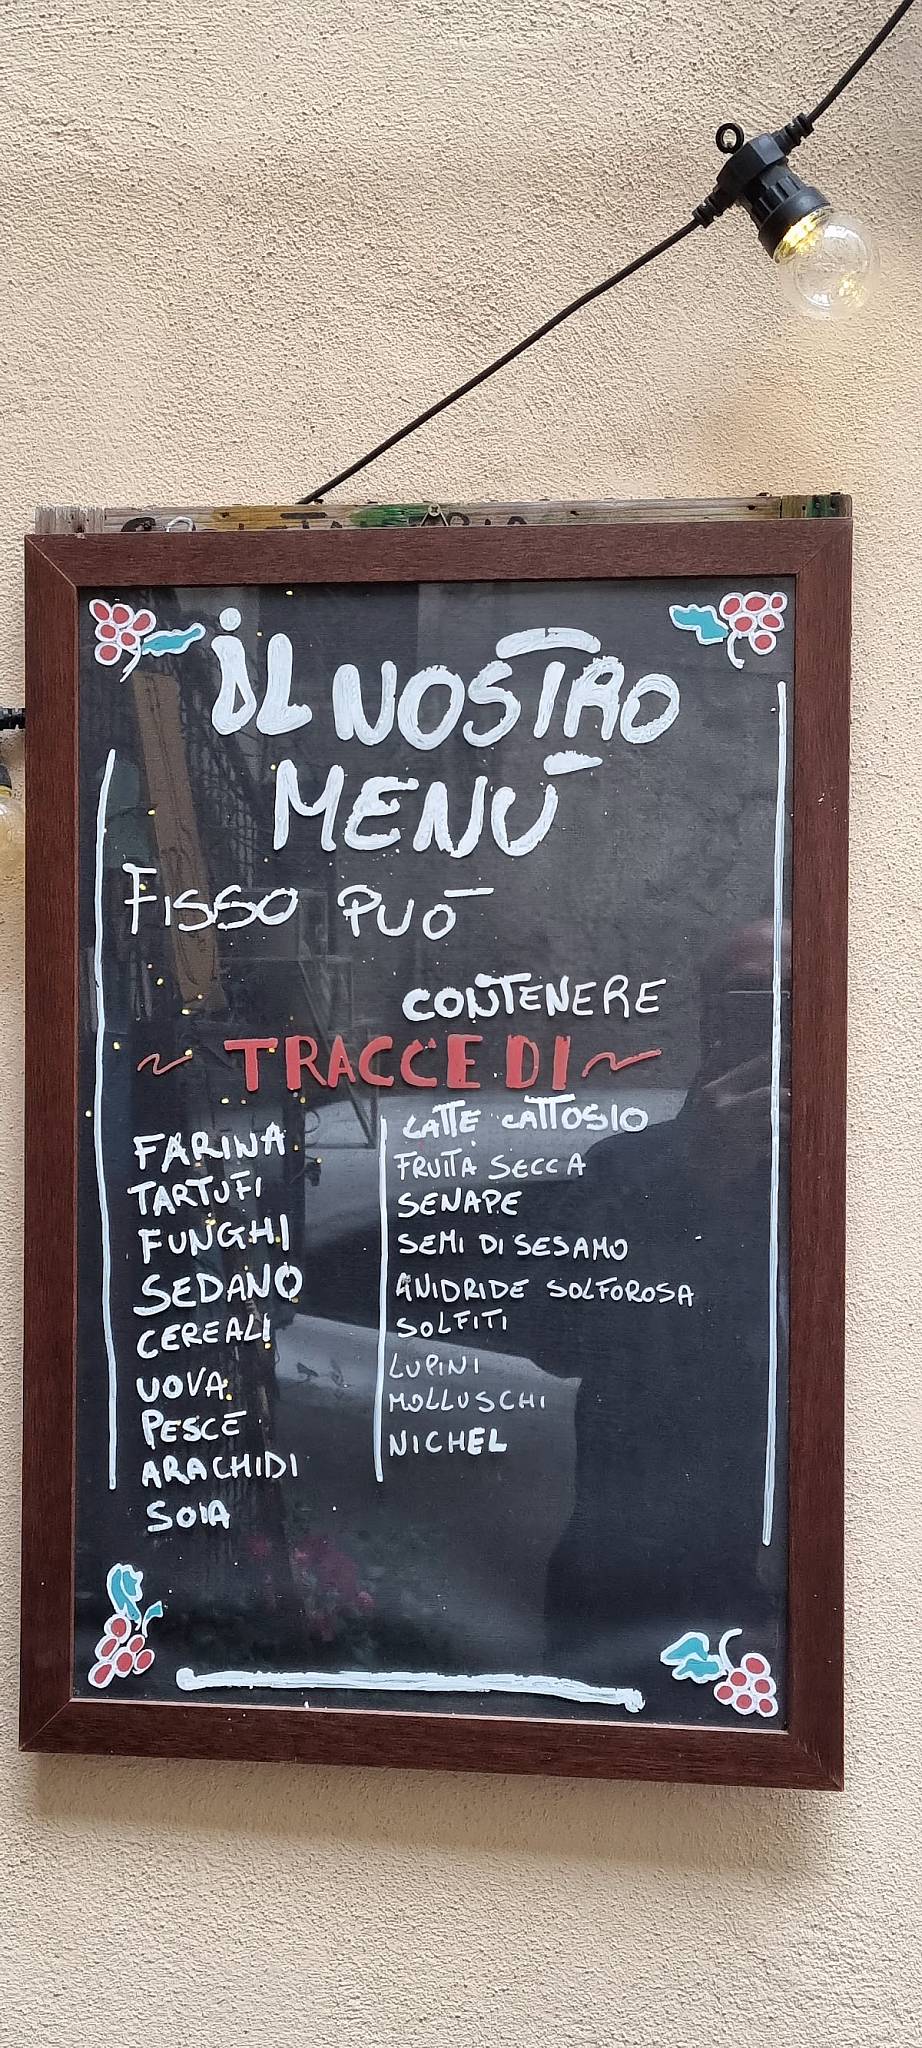 iL NOSTRO
MENÙ
FISSO PUÒ
CONTENERE
~ TRACCE DI ~
FARINA
TARTUFI
FUNGHI
SEDANO
CEREALI
UOVA
PESCE
ARACHIDI
SOIA
LATTE LATTOSIO
FRUTTA SECCA
SENAPE
SEMI DI SESAMO
ANIDRIDE SOLFOROSA
SOLFITI
LUPINI
MOLLUSCHI
NICHEL